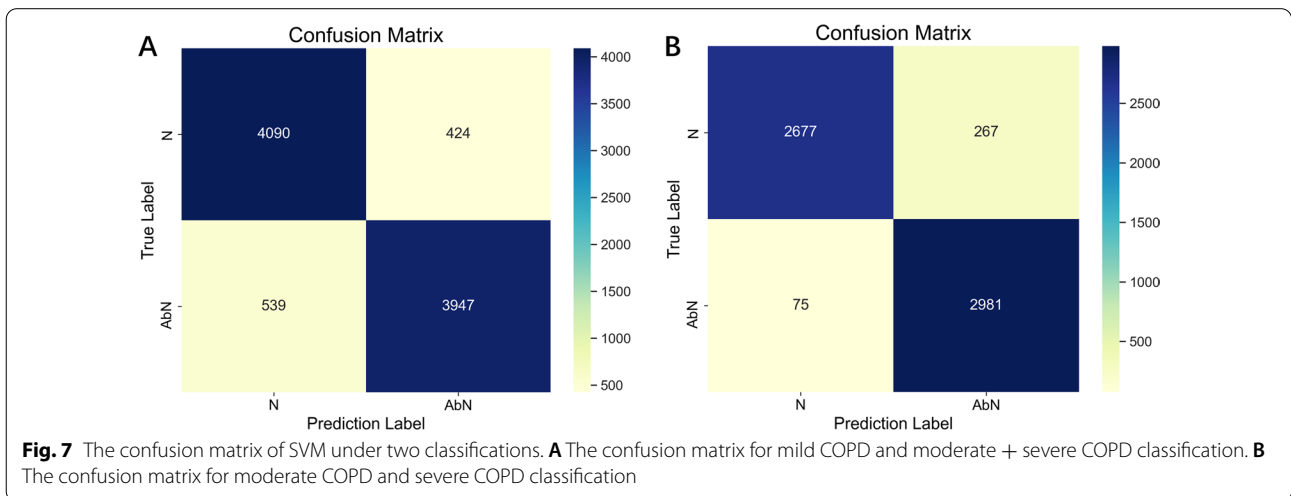 A
Confusion Matrix
N
4090
424
AbN
539
3947
True Label
N
AbN
Prediction Label
4000
3500
3000
2500
2000
1500
1000
500
B
Confusion Matrix
N
2677
267
AbN
75
2981
True Label
N
AbN
Prediction Label
2500
2000
1500
1000
500
Fig. 7 The confusion matrix of SVM under two classifications. A The confusion matrix for mild COPD and moderate + severe COPD classification. B
The confusion matrix for moderate COPD and severe COPD classification